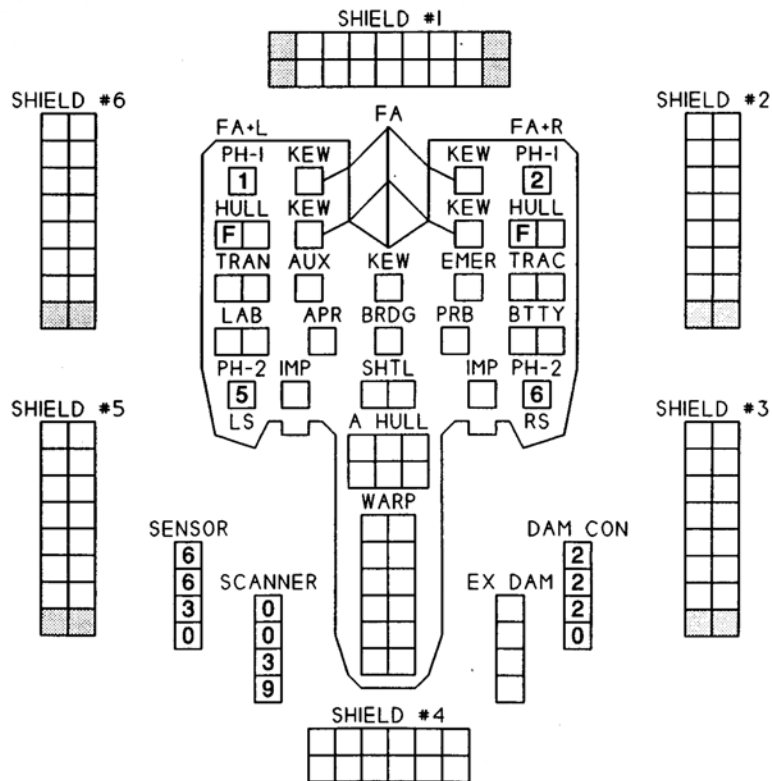 SHIELD #1
SHIELD #6
SHIELD #2
FA+L FA FA+R
PH-1 KEW KEW PH-1
1 2
HULL KEW KEW HULL
F F
TRAN AUX KEW EMER TRAC
LAB APR BRDG PRB BTTY
PH-2 IMP SHTL IMP PH-2
5 6
LS RS
SHIELD #5
SHIELD #3
A HULL
WARP
SENSOR
6
6
3
0
SCANNER
0
0
3
9
EX DAM
DAM CON
2
2
2
0
SHIELD #4